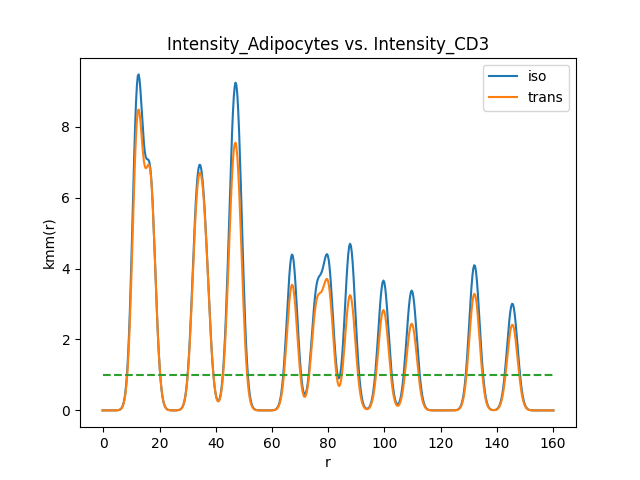 Intensity_Adipocytes vs. Intensity_CD3
iso
trans
kmm(r)
8
6
4
2
0
0 20 40 60 80 100 120 140 160
r